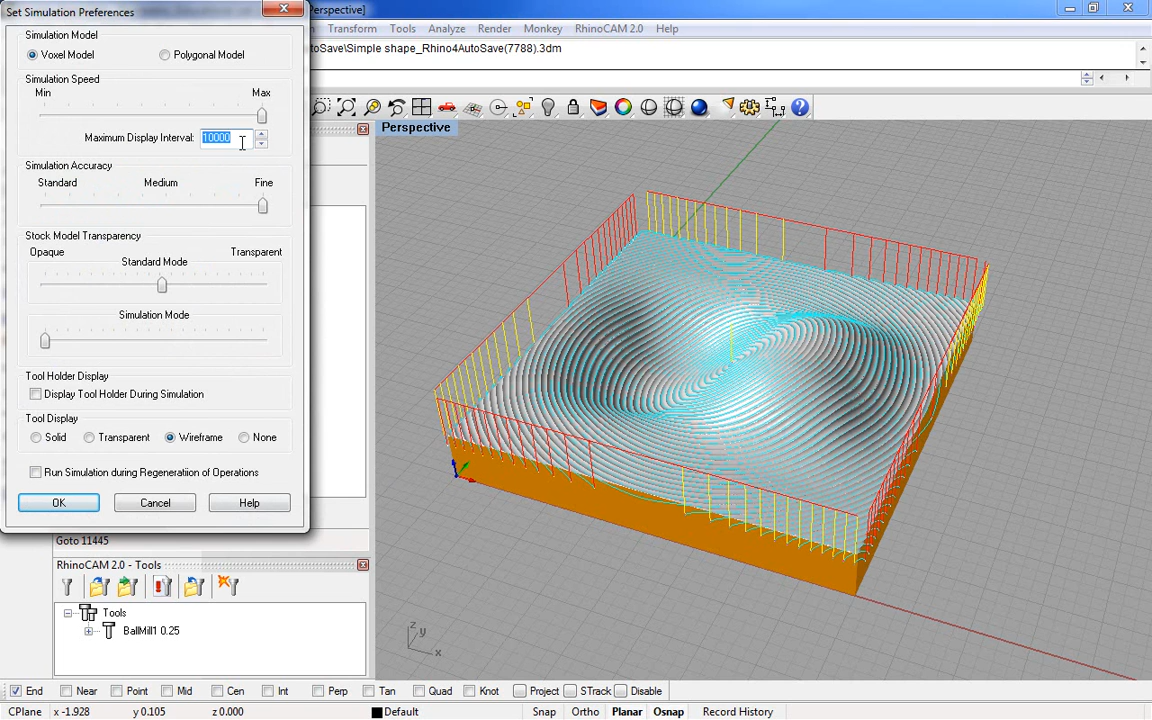 Set Simulation Preferences
Perspective]
Simulation Model
Voxel Model
Polygonal Model
Simulation Speed
Min
Max
Maximum Display Interval:
10000
Simulation Accuracy
Standard
Medium
Fine
Stock Model Transparency
Opaque
Transparent
Standard Mode
Simulation Mode
Tool Holder Display
Display Tool Holder During Simulation
Tool Display
Solid
Transparent
Wireframe
None
Run Simulation during Regeneration of Operations
OK
Cancel
Help
Transform Tools Analyze Render Monkey RhinoCAM 2.0 Help
toSave\Simple shape_Rhino4AutoSave(7788).3dm
Perspective
z
y
x
Goto 11445
RhinoCAM 2.0 - Tools
Tools
BallMill1 0.25
End Near Point Mid Cen Int Perp Tan Quad Knot Project STrack Disable
CPlane x -1.928 y 0.105 z 0.000 Default Snap Ortho Planar Osnap Record History